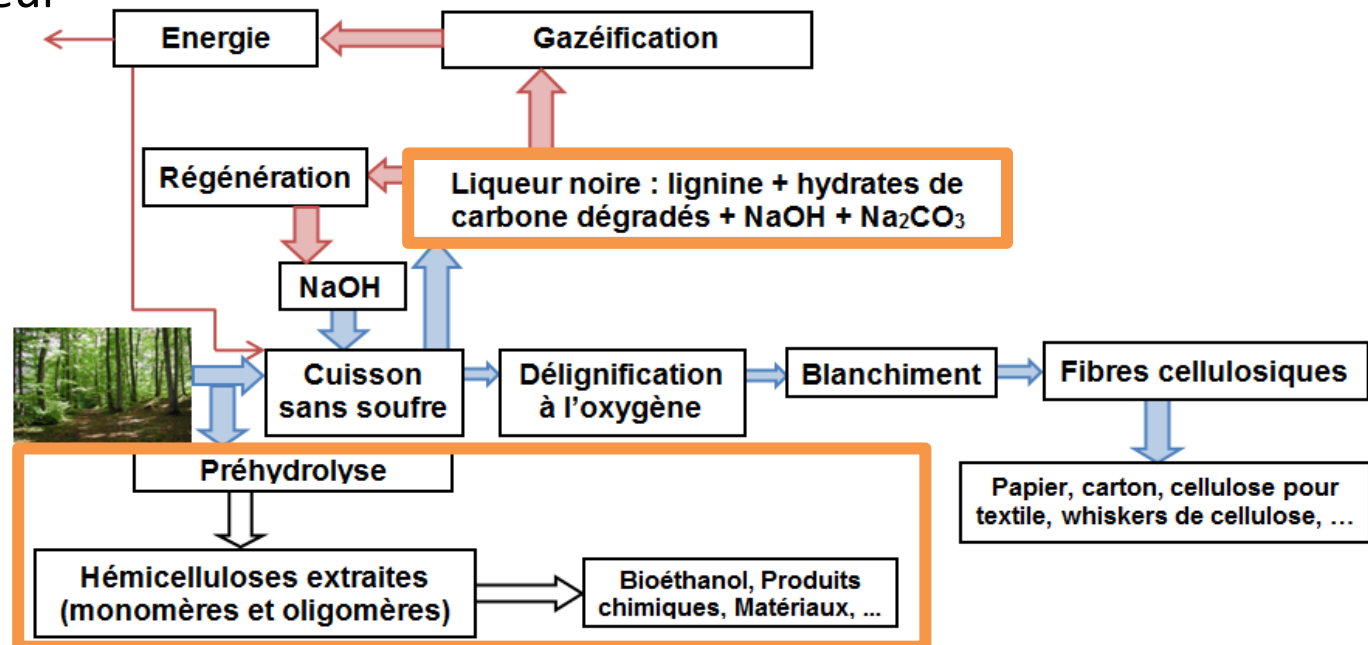 eur
Energie
Gazéification
Régénération
Liqueur noire : lignine + hydrates de
carbone dégradés + NaOH + Na₂CO₃
NaOH
Cuisson
sans soufre
Délignification
à l'oxygène
Blanchiment
Fibres cellulosiques
Préhydrolyse
Papier, carton, cellulose pour
textile, whiskers de cellulose, …
Hémicelluloses extraites
(monomères et oligomères)
Bioéthanol, Produits
chimiques, Matériaux, ...